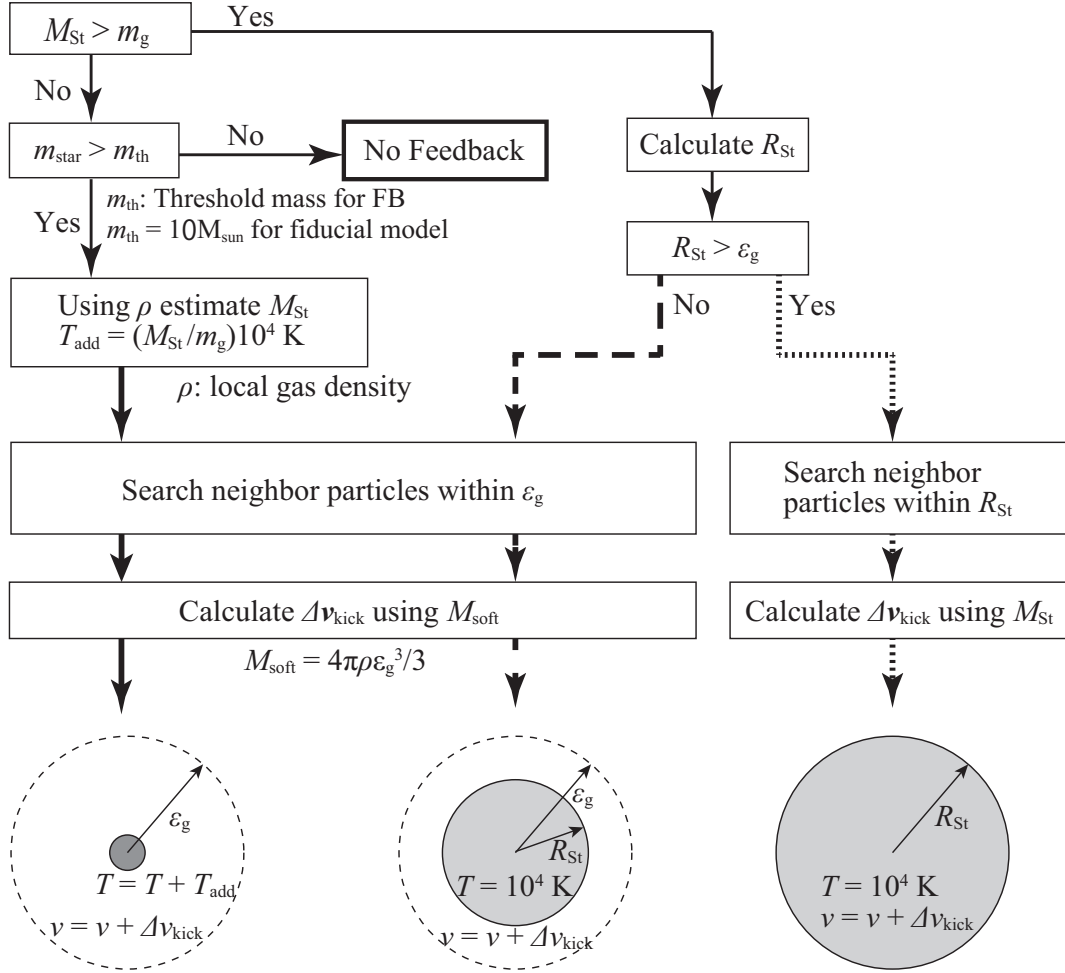 M_St > m_g
Yes
No
m_star > m_th
No
No Feedback
Calculate R_St
Yes
m_th: Threshold mass for FB
m_th = 10M_sun for fiducial model
R_St > ε_g
No
Yes
Using ρ estimate M_St
T_add = (M_St/m_g)10^4 K
ρ: local gas density
Search neighbor particles within ε_g
Search neighbor
particles within R_St
Calculate Δv_kick using M_soft
Calculate Δv_kick using M_St
M_soft = 4πρε_g^3/3
ε_g
T = T + T_add
v = v + Δv_kick
ε_g
R_St
T = 10^4 K
v = v + Δv_kick
R_St
T = 10^4 K
v = v + Δv_kick